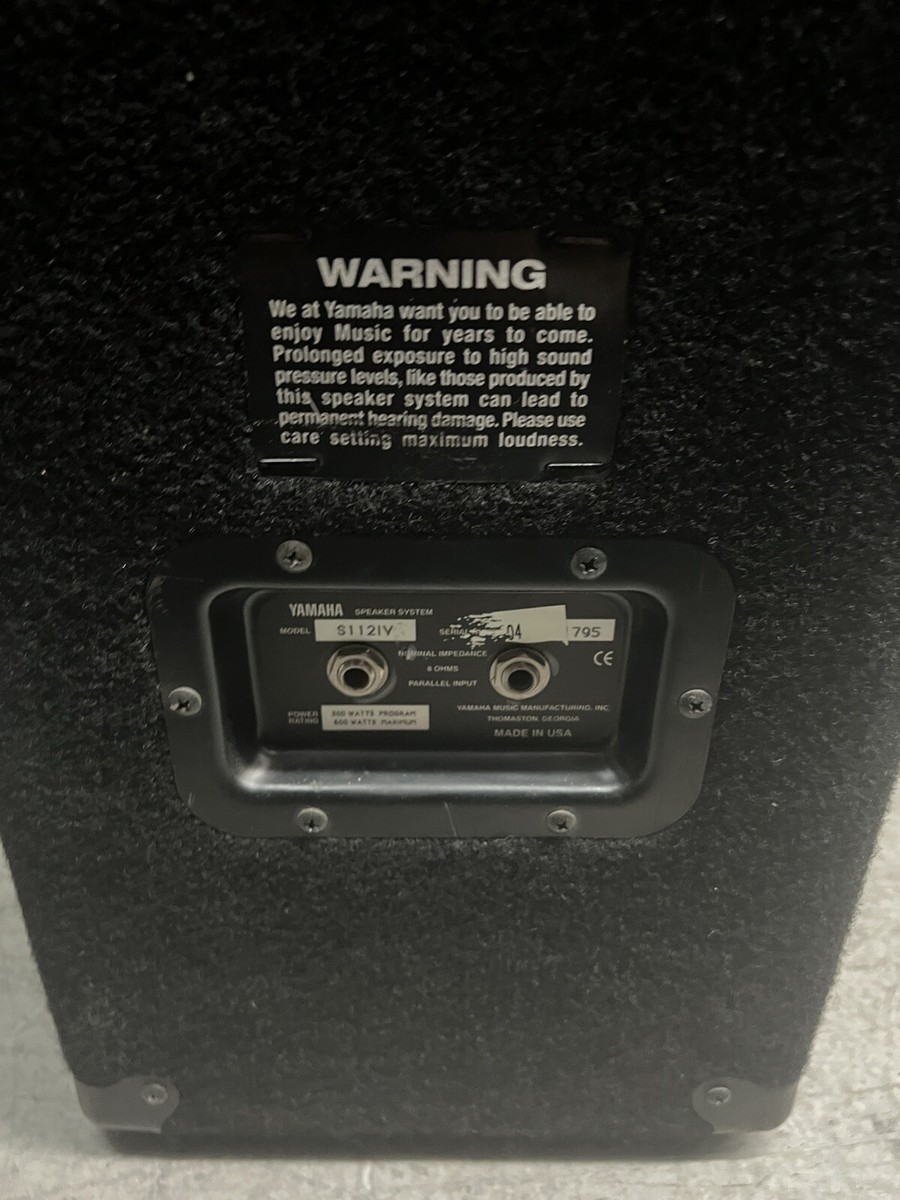 WARNING
We at Yamaha want you to be able to
enjoy Music for years to come.
Prolonged exposure to high sound
pressure levels, like those produced by
this speaker system can lead to
permanent hearing damage. Please use
care setting maximum loudness.
YAMAHA SPEAKER SYSTEM
MODEL S112IV SERIAL 04 795
NOMINAL IMPEDANCE
8 OHMS
CE
PARALLEL INPUT
POWER RATING
300 WATTS PROGRAM
600 WATTS MAXIMUM
YAMAHA MUSIC MANUFACTURING, INC.
THOMASTON, GEORGIA
MADE IN USA